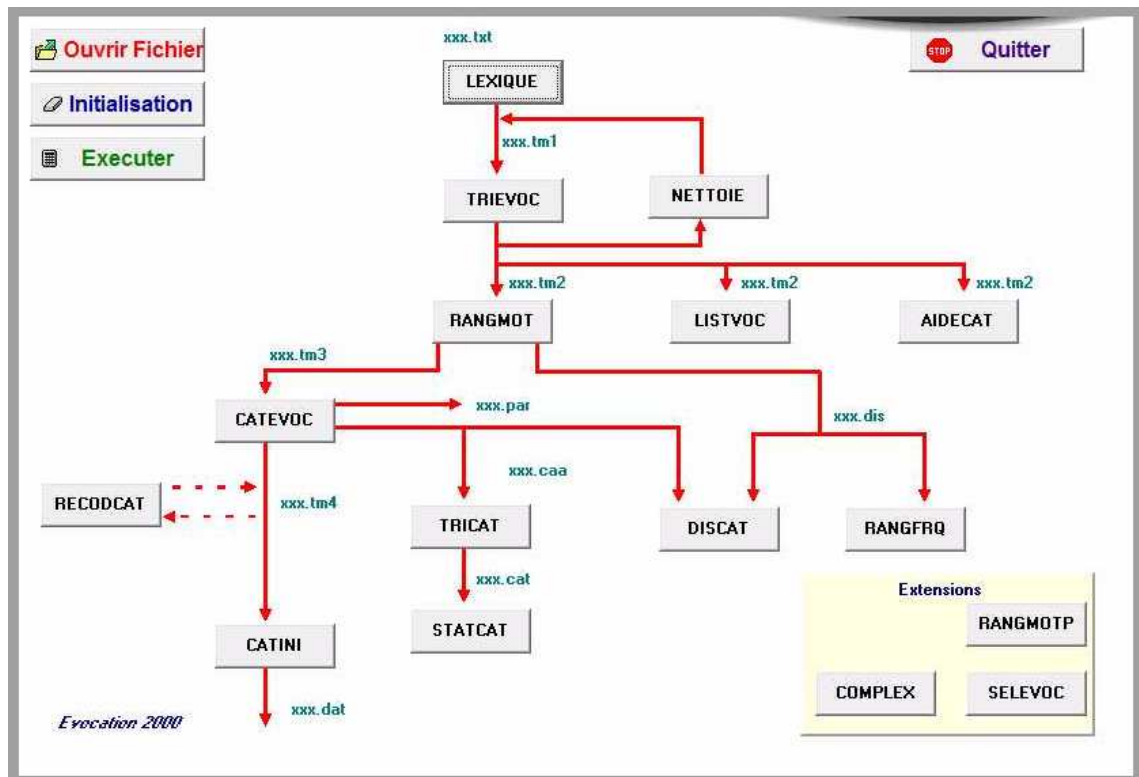 xxx.txt
Ouvrir Fichier
Quitter
STOP
LEXIQUE
Initialisation
xxx.tm1
Executer
TRIEVOC
NETTOIE
xxx.tm2
xxx.tm2
xxx.tm2
RANGMOT
LISTVOC
AIDECAT
xxx.tm3
CATEVOC
xxx.par
xxx.dis
xxx.caa
RECODCAT
xxx.tm4
TRICAT
DISCAT
RANGFRQ
xxx.cat
Extensions
STATCAT
RANGMOTP
CATINI
COMPLEX
SELEVOC
xxx.dat
Evocation 2000